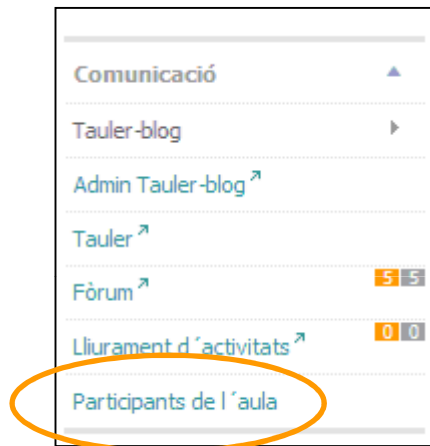 Comunicació
Tauler-blog
Admin Tauler-blog
Tauler
Fòrum 5 5
Lliurament d ´activitats 0 0
Participants de l ´aula